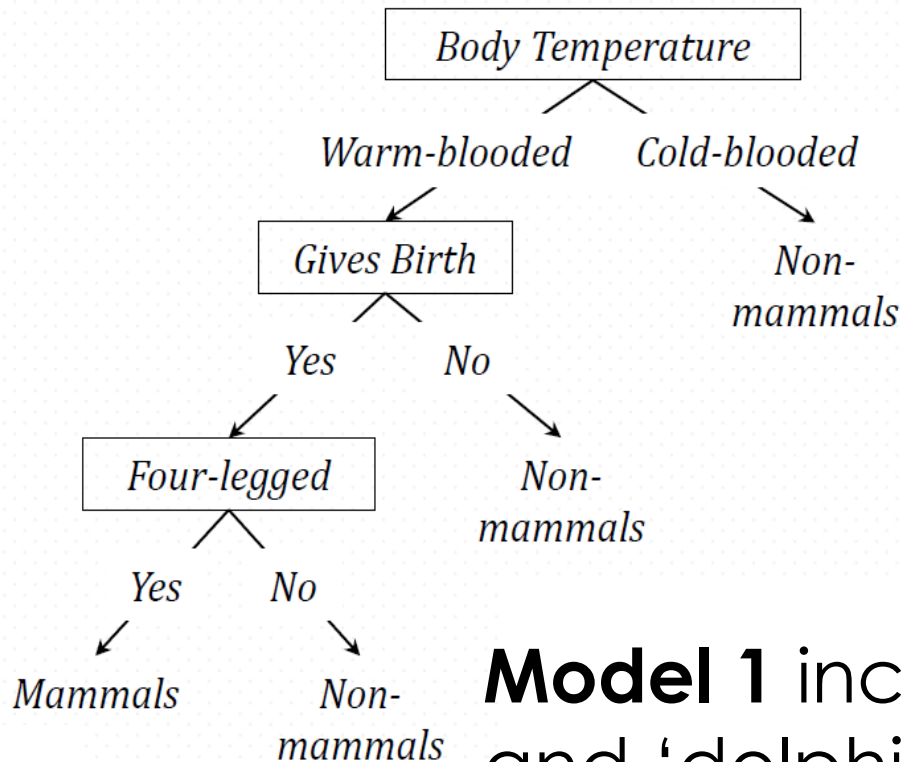 Body Temperature
Warm-blooded Cold-blooded
Gives Birth
Non-
mammals
Yes No
Four-legged
Non-
mammals
Yes No
Mammals
Non-
mammals
Model 1
and